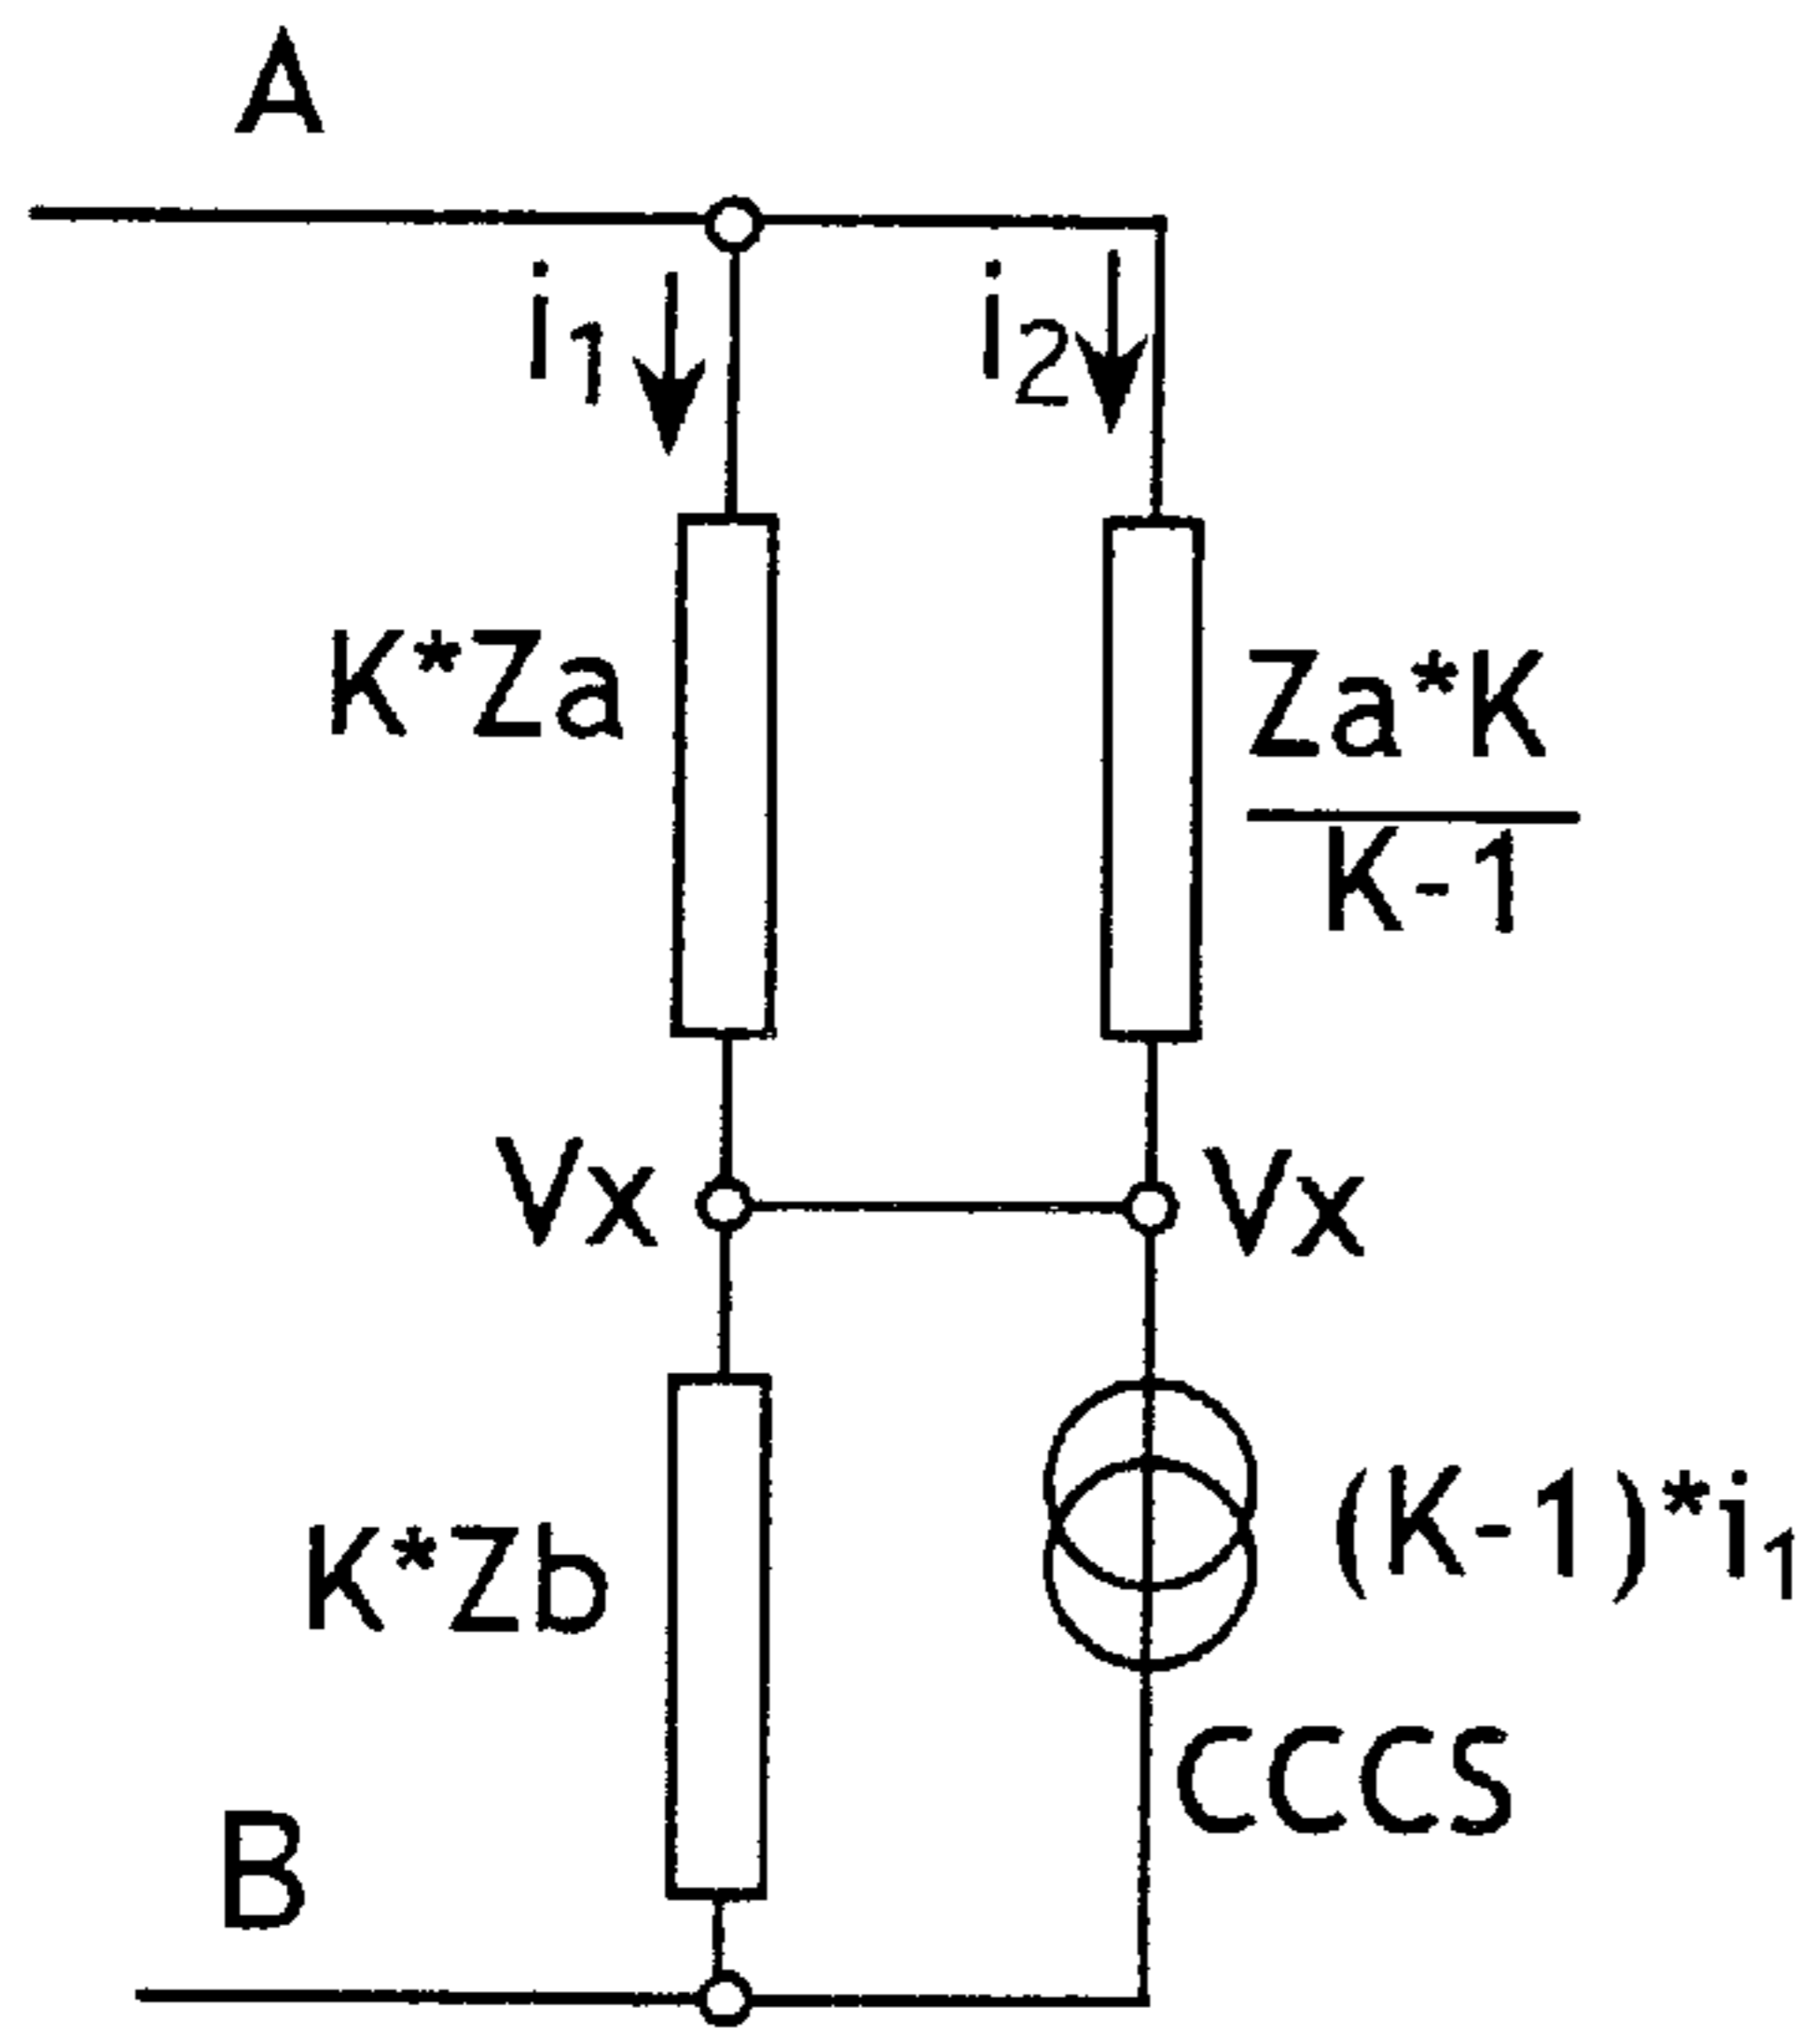 A
i1
i2
K*Za
Za*K
K-1
Vx
Vx
K*Zb
(K-1)*i1
CCCS
B